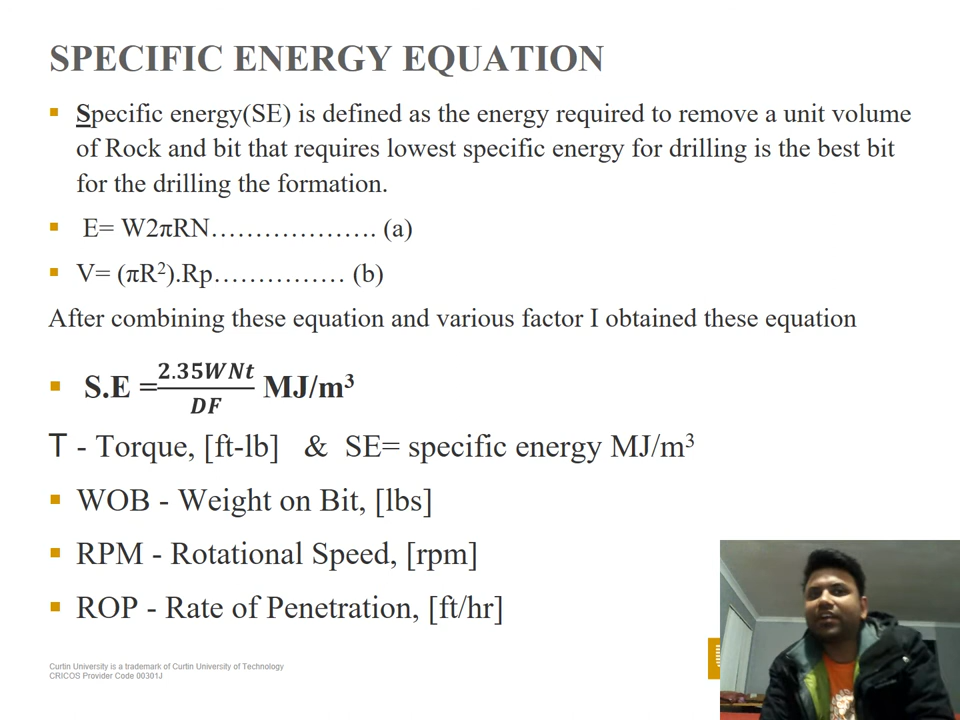 SPECIFIC ENERGY EQUATION
▪ Specific energy(SE) is defined as the energy required to remove a unit volume
of Rock and bit that requires lowest specific energy for drilling is the best bit
for the drilling the formation.
▪ E= W2πRN………………. (a)
▪ V= (πR²).Rp…………… (b)
After combining these equation and various factor I obtained these equation
▪ S.E = 2.35WNt/DF MJ/m³
T - Torque, [ft-lb] & SE= specific energy MJ/m³
▪ WOB - Weight on Bit, [lbs]
▪ RPM - Rotational Speed, [rpm]
▪ ROP - Rate of Penetration, [ft/hr]
Curtin University is a trademark of Curtin University of Technology
CRICOS Provider Code 00301J